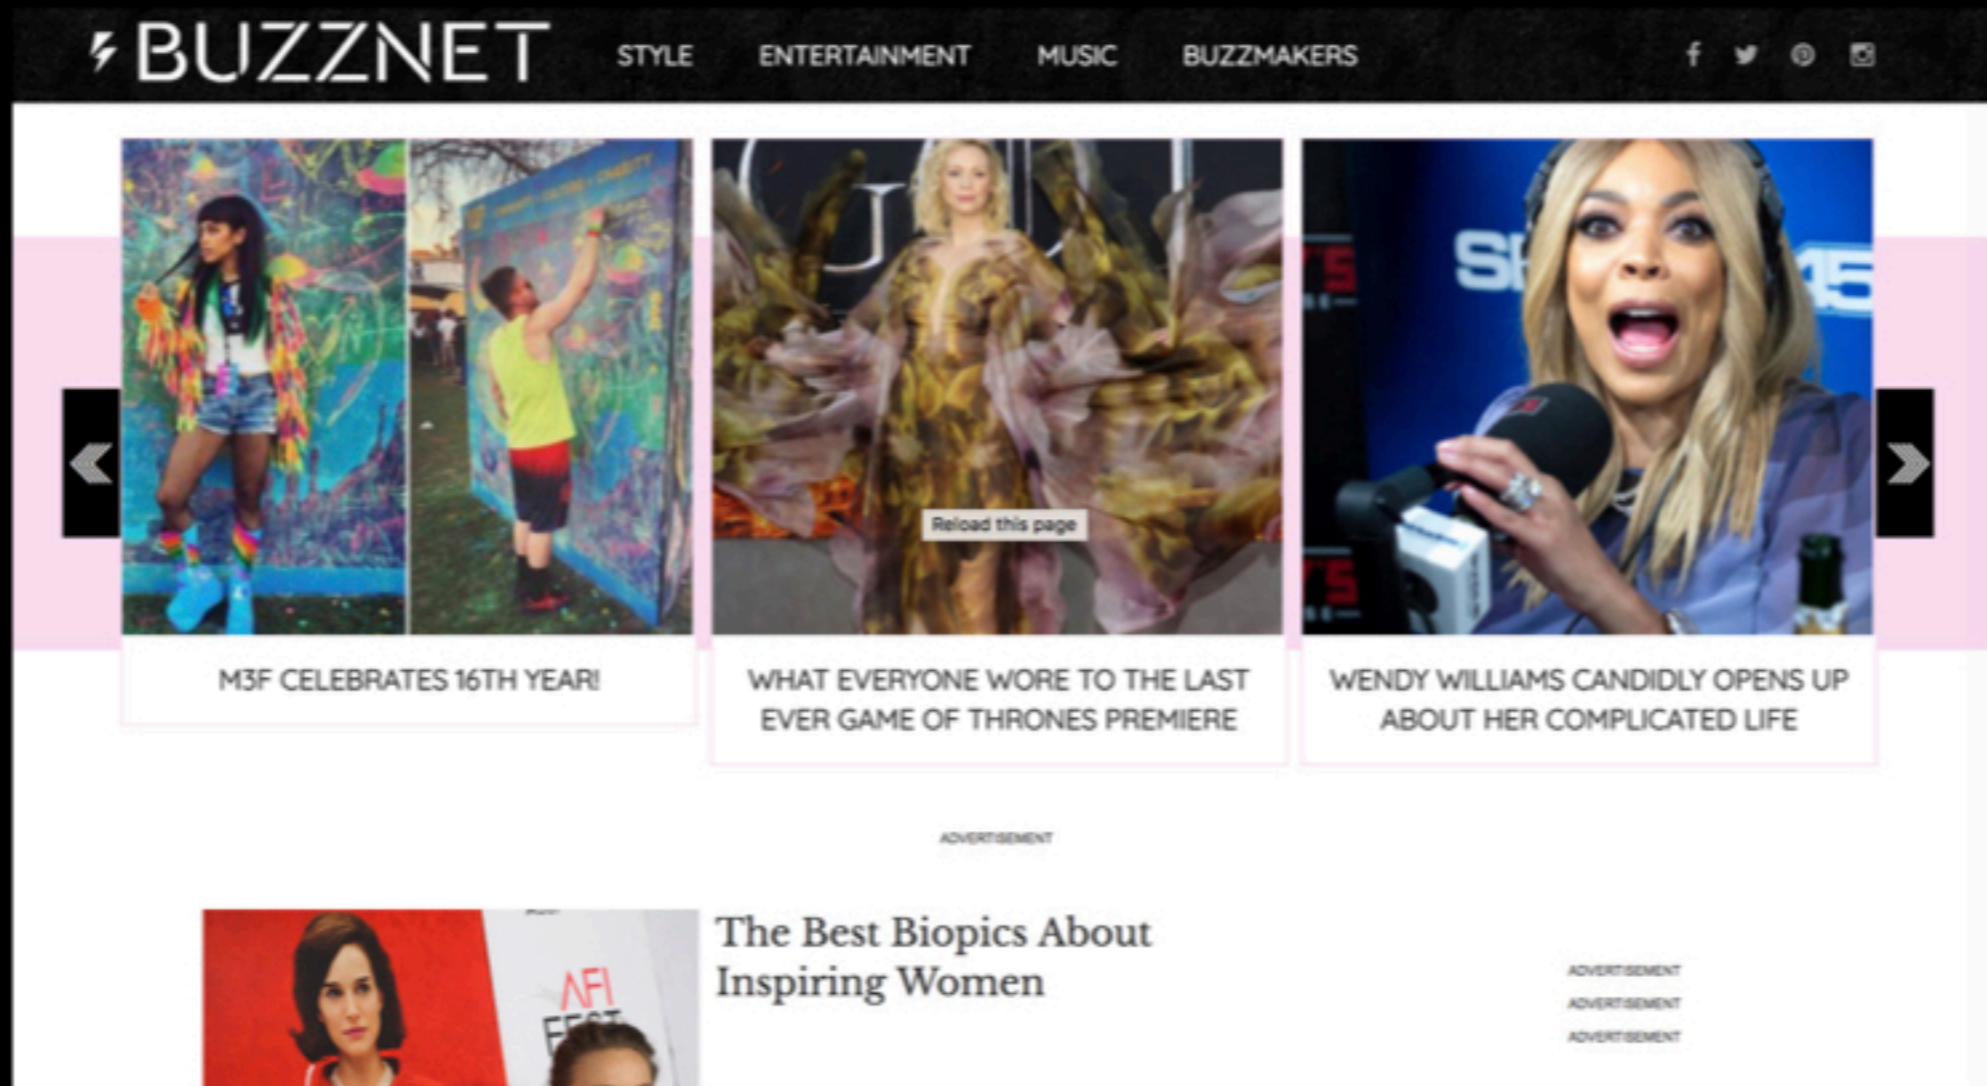 BUZZNET
STYLE
ENTERTAINMENT
MUSIC
BUZZMAKERS
Reload this page
M3F CELEBRATES 16TH YEAR!
WHAT EVERYONE WORE TO THE LAST
EVER GAME OF THRONES PREMIERE
WENDY WILLIAMS CANDIDLY OPENS UP
ABOUT HER COMPLICATED LIFE
ADVERTISEMENT
The Best Biopics About
Inspiring Women
AFI
FEST
ADVERTISEMENT
ADVERTISEMENT
ADVERTISEMENT